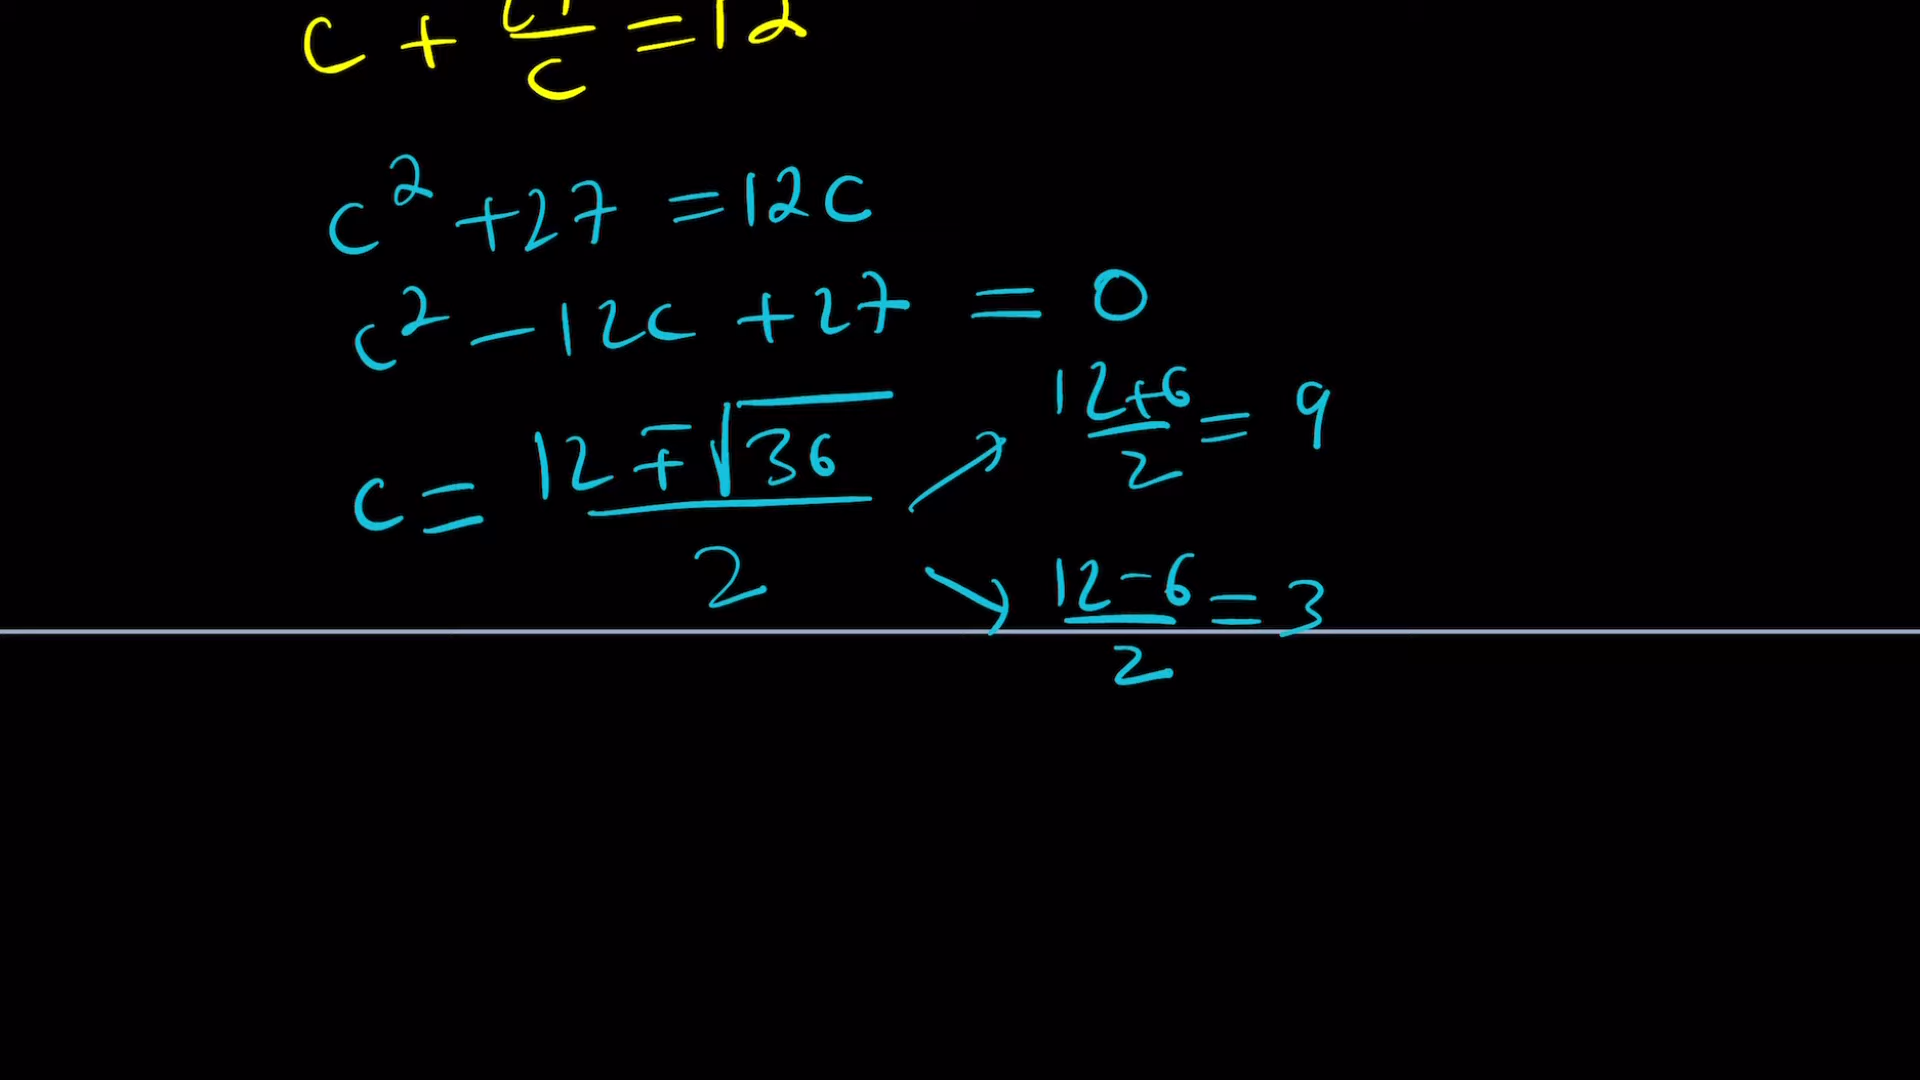 c + 27/c = 12
c² + 27 = 12c
c² - 12c + 27 = 0
c = (12 ∓ √36)/2
(12+6)/2 = 9
(12-6)/2 = 3